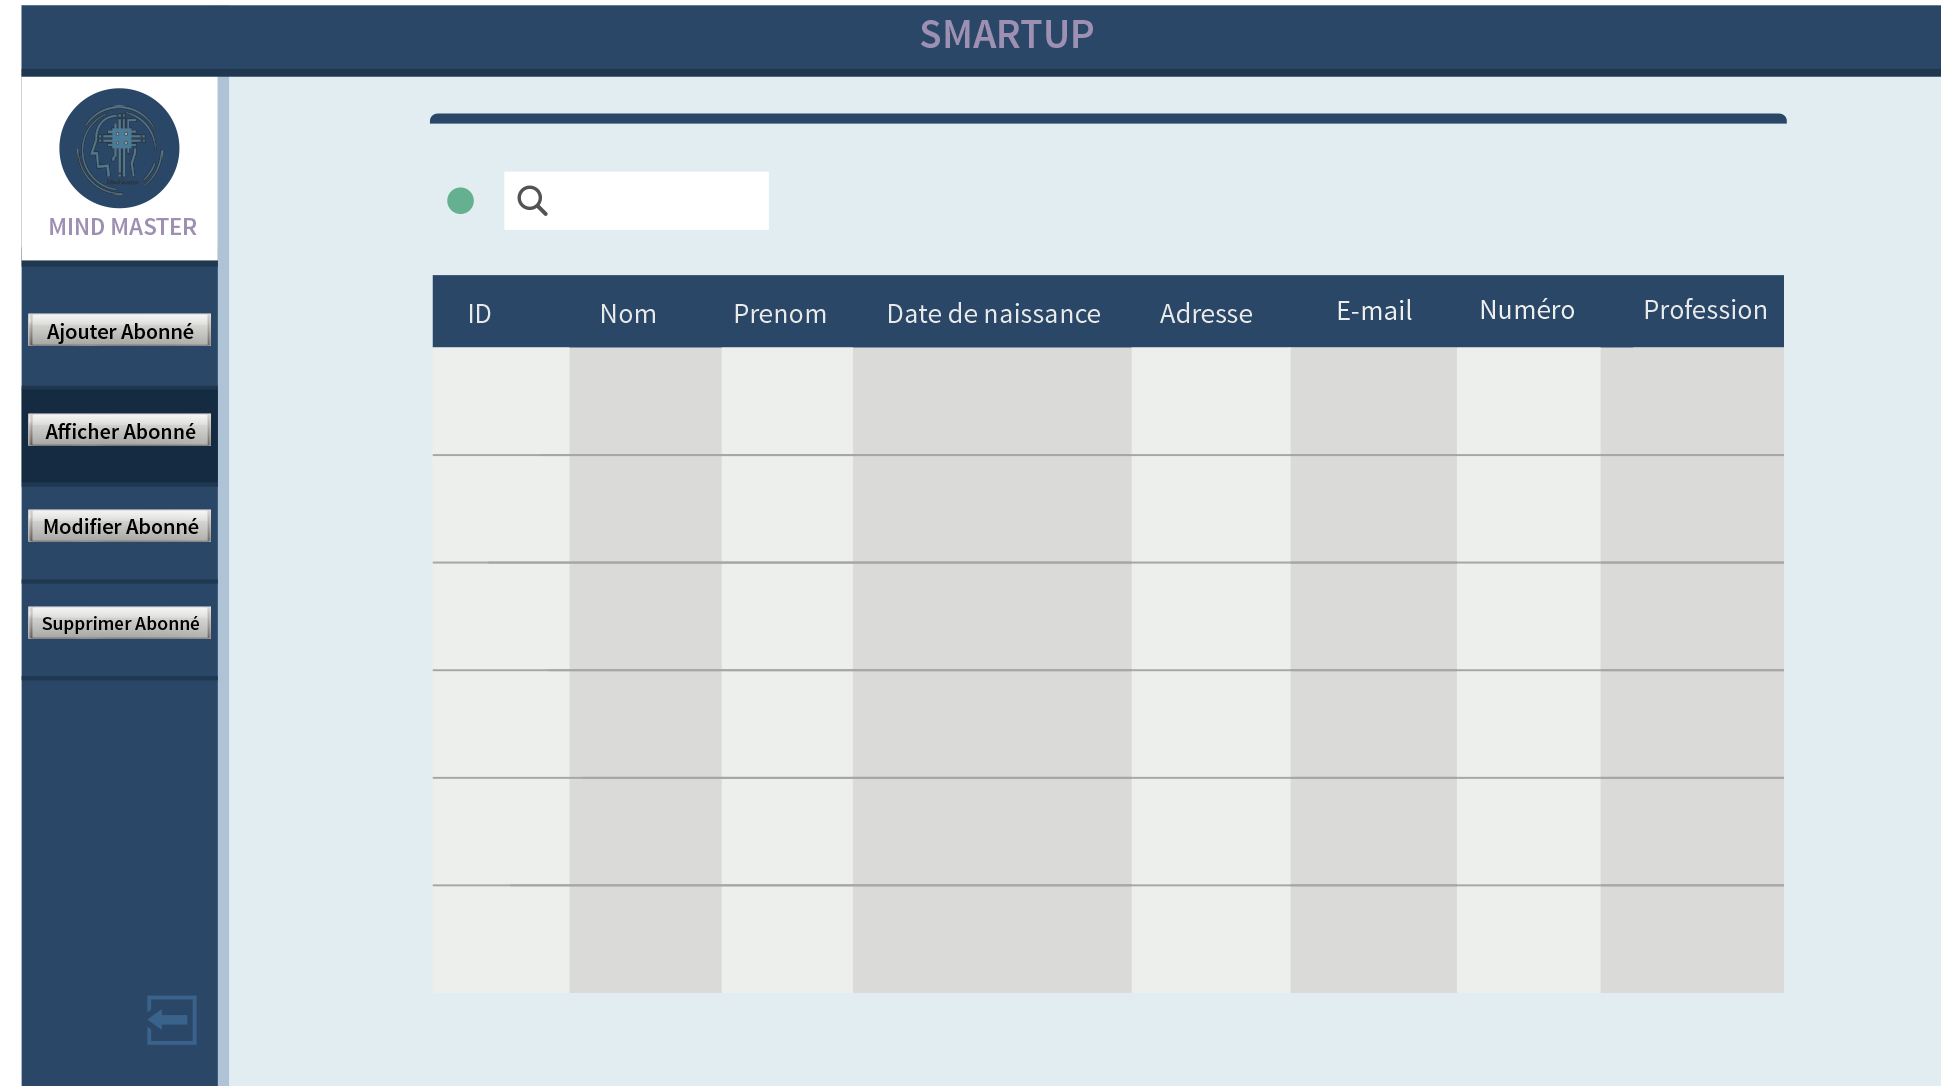 SMARTUP
MIND MASTER
Ajouter Abonné
Afficher Abonné
Modifier Abonné
Supprimer Abonné
ID Nom Prenom Date de naissance Adresse E-mail Numéro Profession